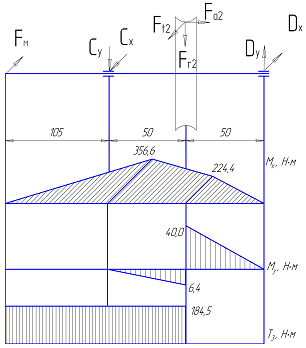 Fм
Cy
Cx
Ft2
Fa2
Fr2
Dy
Dx
105
50
50
356,6
224,4
Mx, Н·м
40,0
My, Н·м
6,4
184,5
T3, Н·м